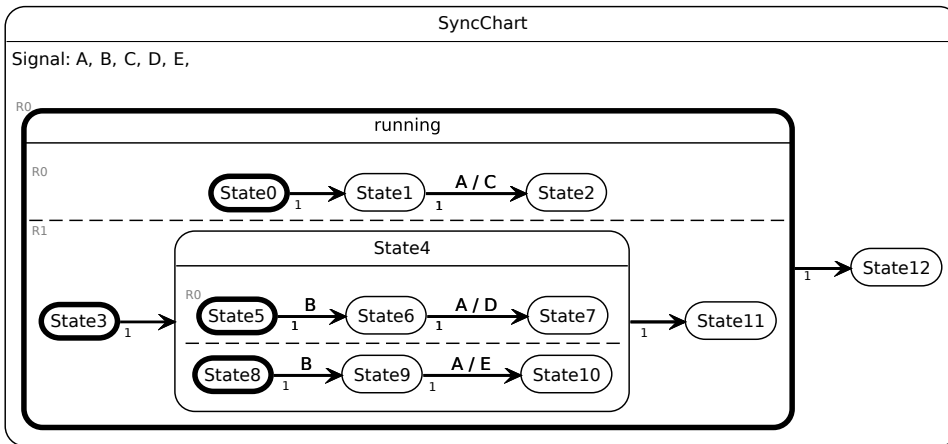 SyncChart
Signal: A, B, C, D, E,
R0
running
R0
State0
1
State1
A / C
1
State2
R1
State4
State12
1
R0
State5
B
1
State6
A / D
1
State7
State3
1
State11
1
State8
B
1
State9
A / E
1
State10